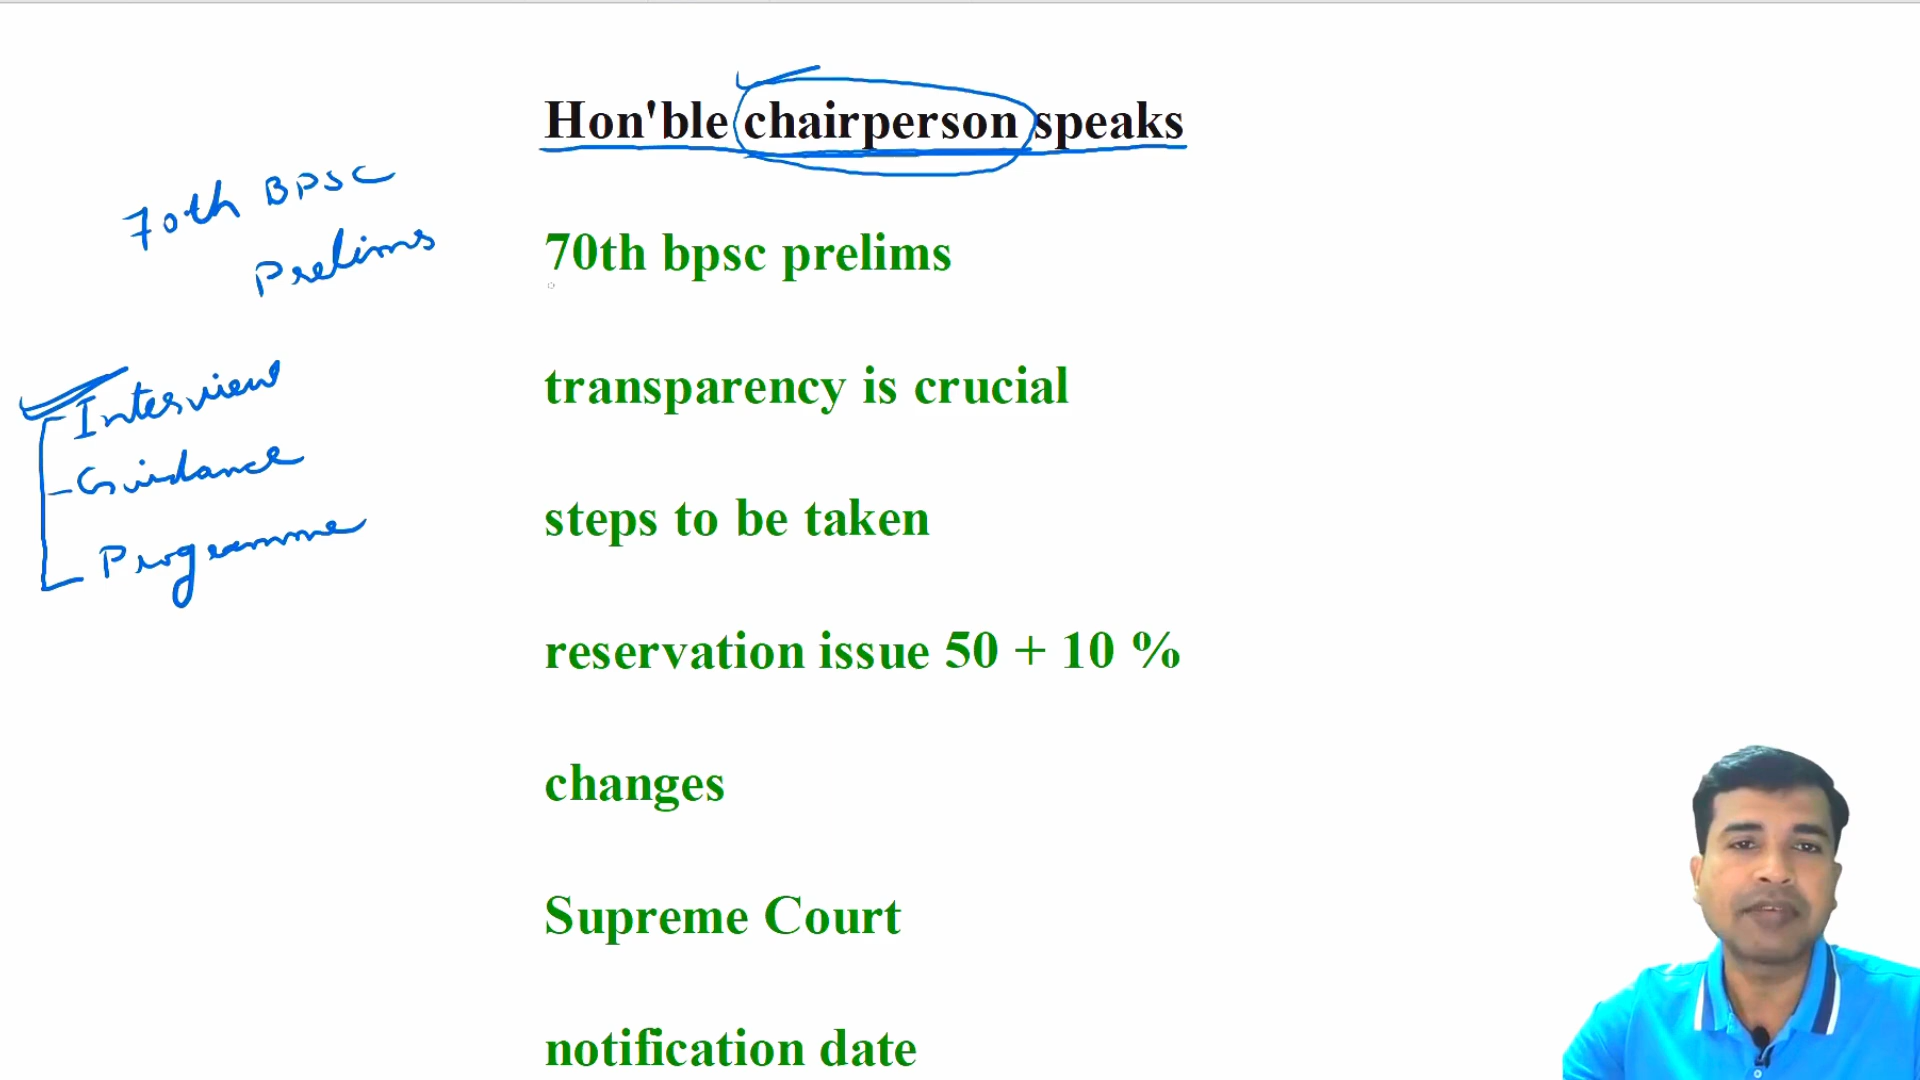 Hon'ble chairperson speaks
70th BPSC
Prelims
70th bpsc prelims
transparency is crucial
Interview
Guidance
Programme
steps to be taken
reservation issue 50 + 10 %
changes
Supreme Court
notification date